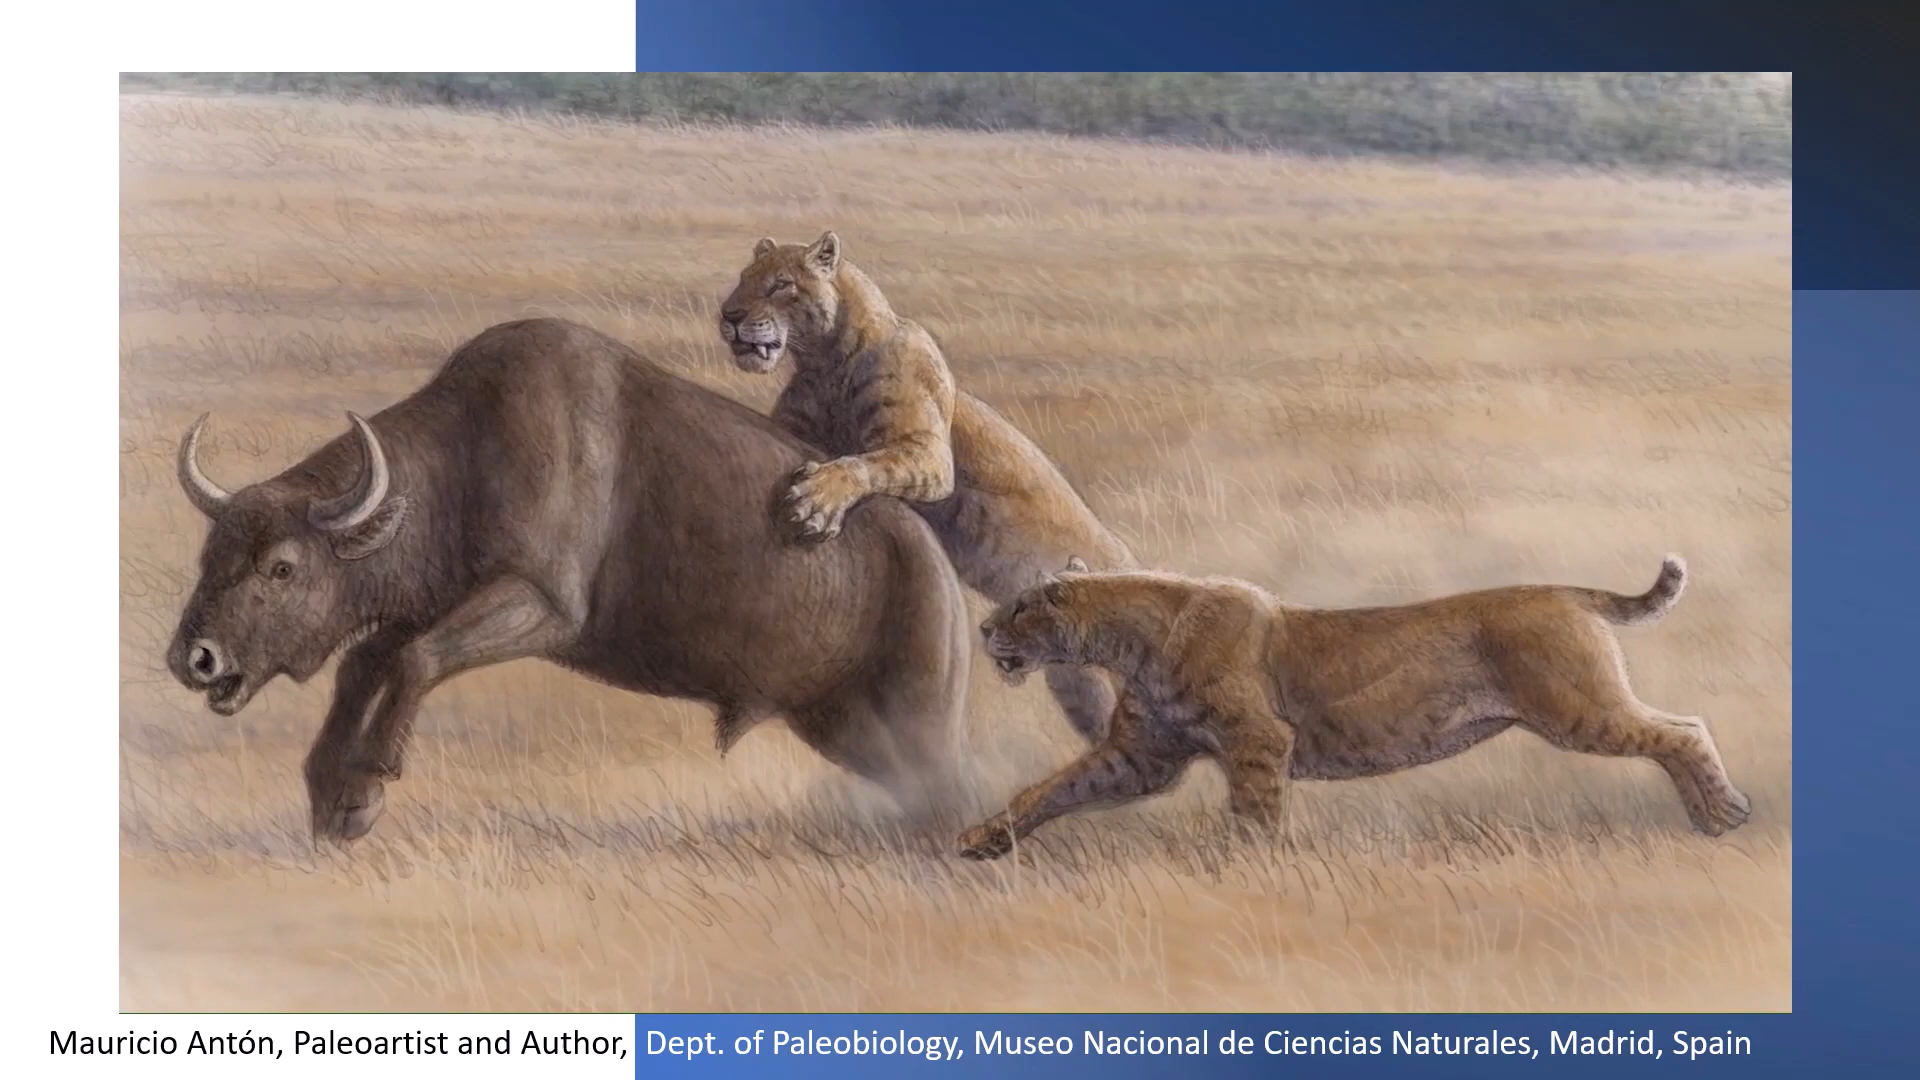 Mauricio Antón, Paleoartist and Author, Dept. of Paleobiology, Museo Nacional de Ciencias Naturales, Madrid, Spain